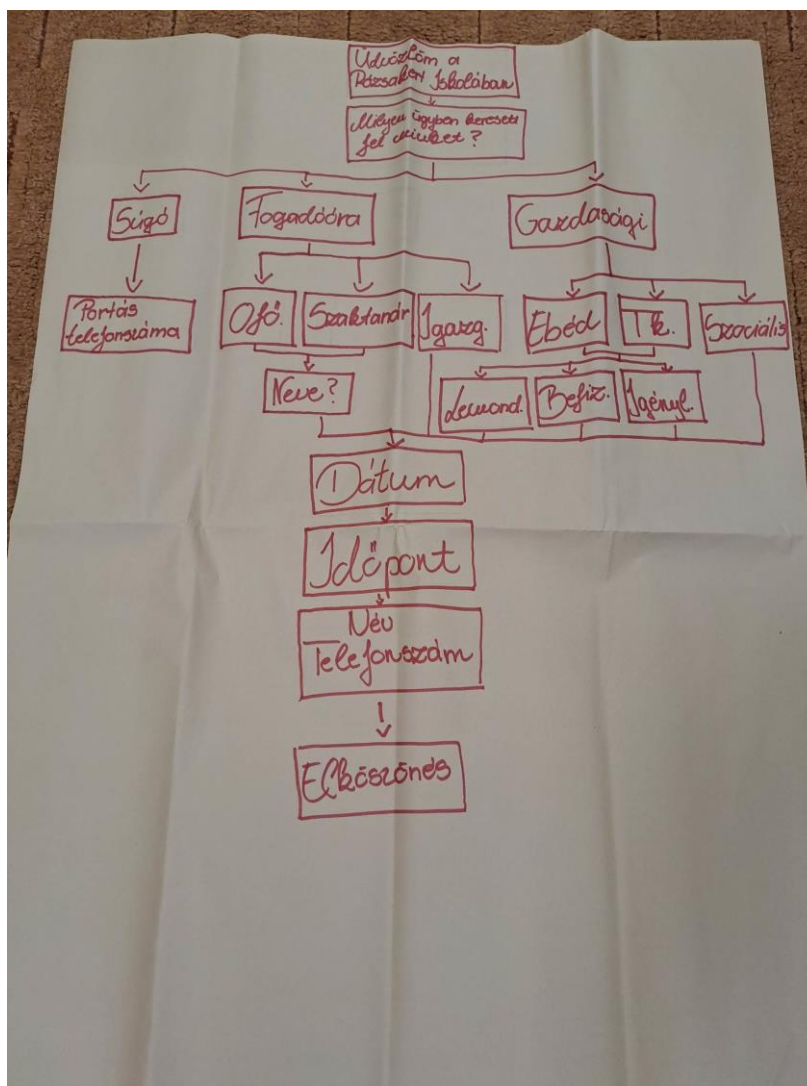 Üdvözlöm a
Rózsakert Iskolában
Milyen ügyben keresett
fel minket?
Súgó
Fogadóóra
Gazdasági
Portás
telefonszáma
Ofő.
Szaktanár
Igazg.
Ebéd
Tk.
Szociális
Neve?
Lemond.
Befiz.
Igényl.
Dátum
Időpont
Név
Telefonszám
Elköszönés